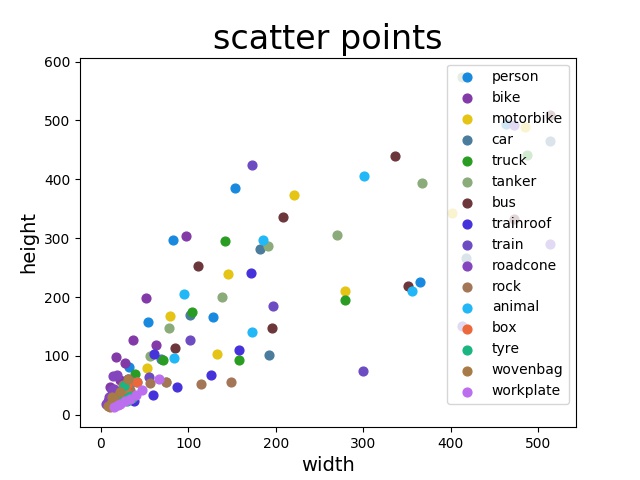 scatter points
600
500
400
300
200
100
0
height
0 100 200 300 400 500
width
person
bike
motorbike
car
truck
tanker
bus
trainroof
train
roadcone
rock
animal
box
tyre
wovenbag
workplate